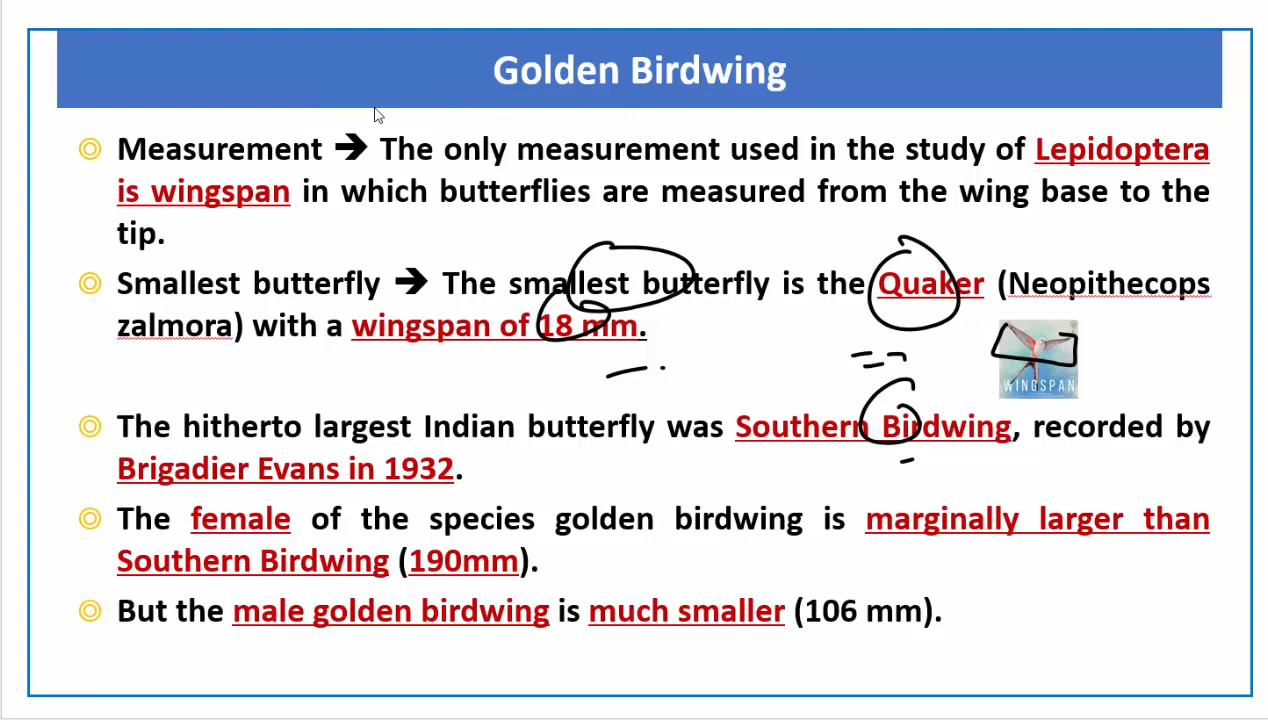 Golden Birdwing
Measurement ➔ The only measurement used in the study of Lepidoptera
is wingspan in which butterflies are measured from the wing base to the
tip.
Smallest butterfly ➔ The smallest butterfly is the Quaker (Neopithecops
zalmora) with a wingspan of 18 mm.
WINGSPAN
The hitherto largest Indian butterfly was Southern Birdwing, recorded by
Brigadier Evans in 1932.
The female of the species golden birdwing is marginally larger than
Southern Birdwing (190mm).
But the male golden birdwing is much smaller (106 mm).